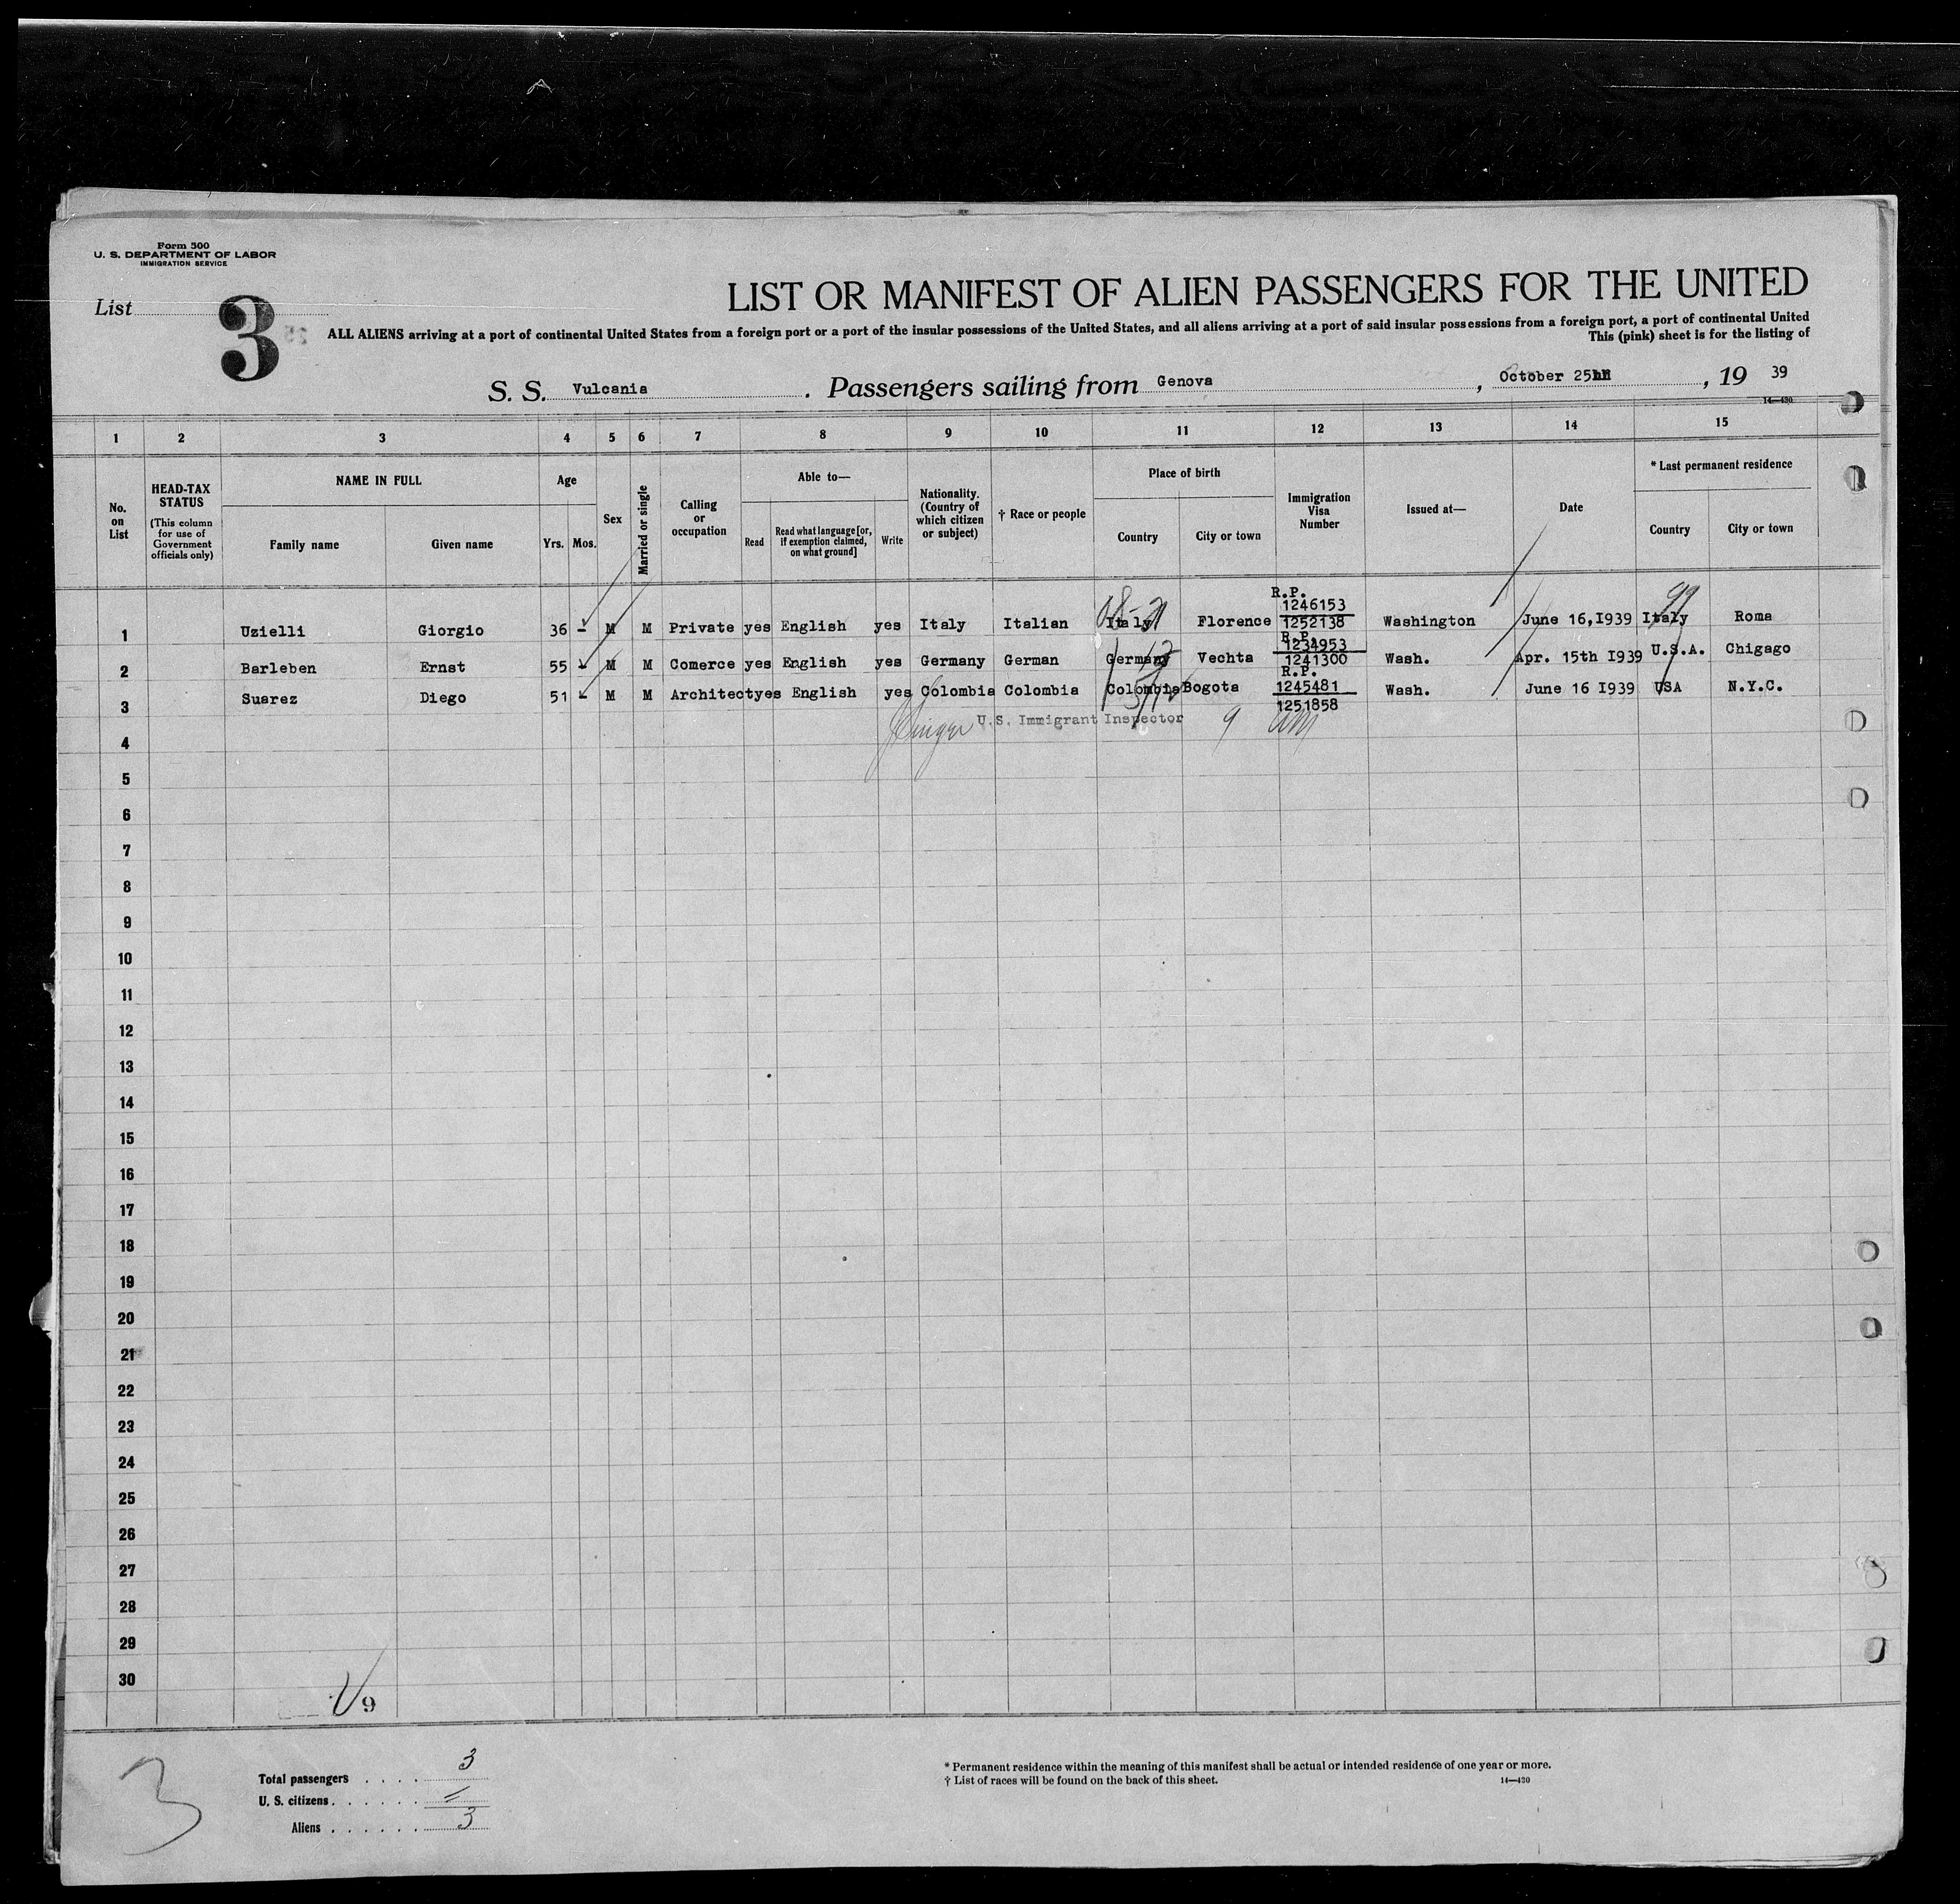 Form 500
U. S. DEPARTMENT OF LABOR
IMMIGRATION SERVICE
List 3
LIST OR MANIFEST OF ALIEN PASSENGERS FOR THE UNITED
ALL ALIENS arriving at a port of continental United States from a foreign port or a port of the insular possessions of the United States, and all aliens arriving at a port of said insular possessions from a foreign port, a port of continental United
This (pink) sheet is for the listing of
S. S. Vulcania . Passengers sailing from Genova , October 25 , 19 39
14—430
1 2 3 4 5 6 7 8 9 10 11 12 13 14 15
No. on List
HEAD-TAX STATUS
(This column for use of Government officials only)
NAME IN FULL
Family name Given name
Age
Yrs. Mos.
Sex
Married or single
Calling or occupation
Able to—
Read Read what language [or, if exemption claimed, on what ground] Write
Nationality. (Country of which citizen or subject)
† Race or people
Place of birth
Country City or town
Immigration Visa Number
Issued at—
Date
* Last permanent residence
Country City or town
R.P.
1246153
1 Uzielli Giorgio 36 - M M Private yes English yes Italy Italian Italy Florence 1252138 Washington June 16,1939 Italy Roma
99
R.P.
1234953
2 Barleben Ernst 55 - M M Comerce yes English yes Germany German Germany Vechta 1241300 Wash. Apr. 15th 1939 U.S.A. Chigago
R.P.
1245481
3 Suarez Diego 51 - M M Architect yes English yes Colombia Colombia Colombia Bogota 1251858 Wash. June 16 1939 USA N.Y.C.
U.S. Immigrant Inspector 9
4
5
6
7
8
9
10
11
12
13
14
15
16
17
18
19
20
21
22
23
24
25
26
27
28
29
30
9
3
Total passengers . . . . 3
U. S. citizens . . . . . . =
Aliens . . . . . . 3
* Permanent residence within the meaning of this manifest shall be actual or intended residence of one year or more.
† List of races will be found on the back of this sheet.
14—430